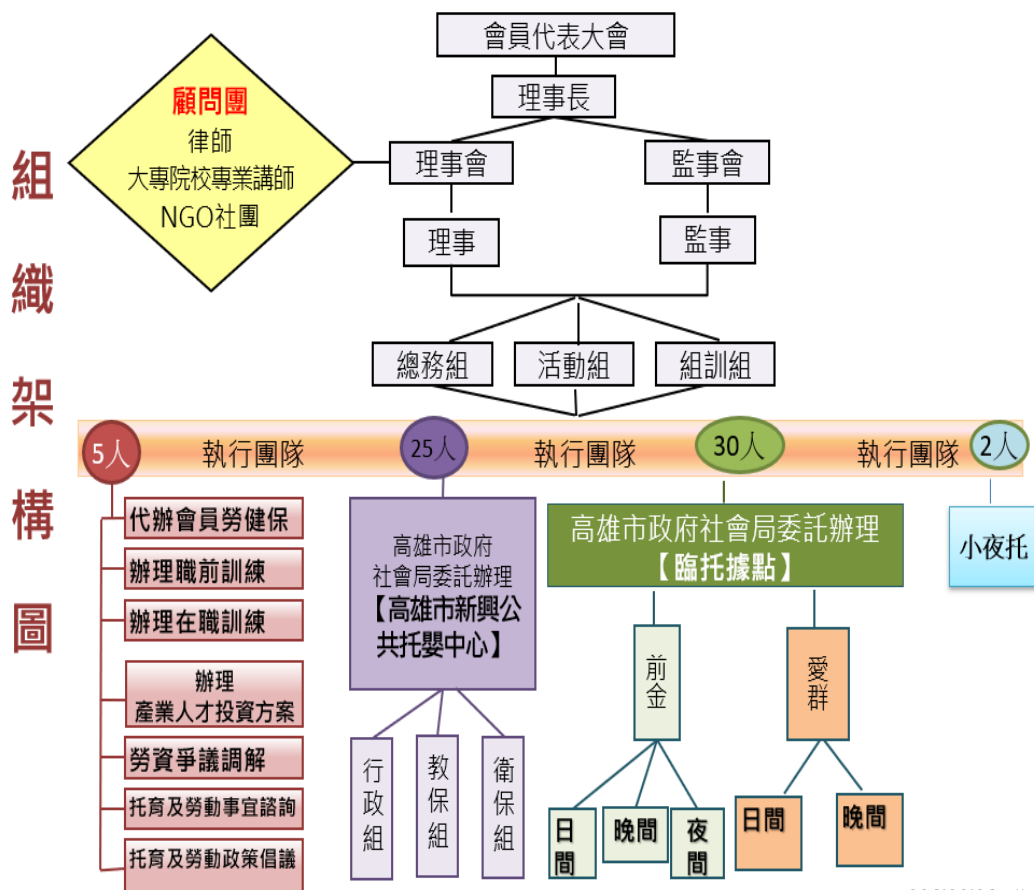 組織架構圖
會員代表大會
理事長
顧問團
律師
大專院校專業講師
NGO社團
理事會
監事會
理事
監事
總務組
活動組
組訓組
5人
執行團隊
25人
執行團隊
30人
執行團隊
2人
代辦會員勞健保
辦理職前訓練
辦理在職訓練
辦理
產業人才投資方案
勞資爭議調解
托育及勞動事宜諮詢
托育及勞動政策倡議
高雄市政府
社會局委託辦理
【高雄市新興公
共托嬰中心】
行政組
教保組
衛保組
高雄市政府社會局委託辦理
【臨托據點】
前金
愛群
日間
晚間
夜間
日間
晚間
小夜托